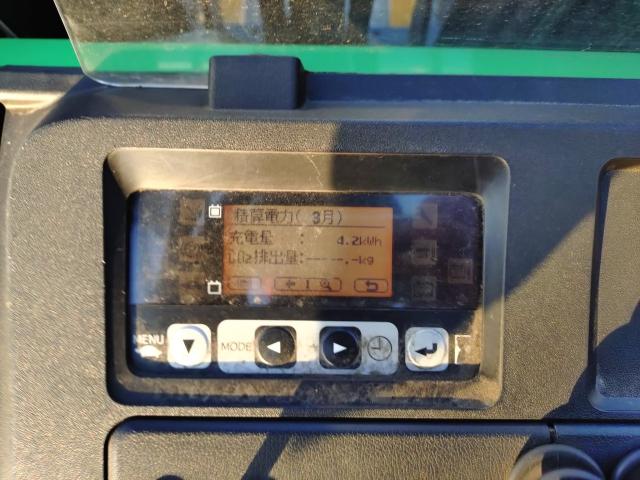 積算電力( 3月)
充電量 : 4.2kWh
CO₂排出量:-----.-kg
MENU
MODE